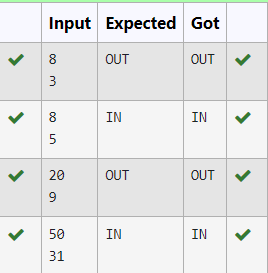 Input Expected Got
8 OUT OUT
3
8 IN IN
5
20 OUT OUT
9
50 IN IN
31